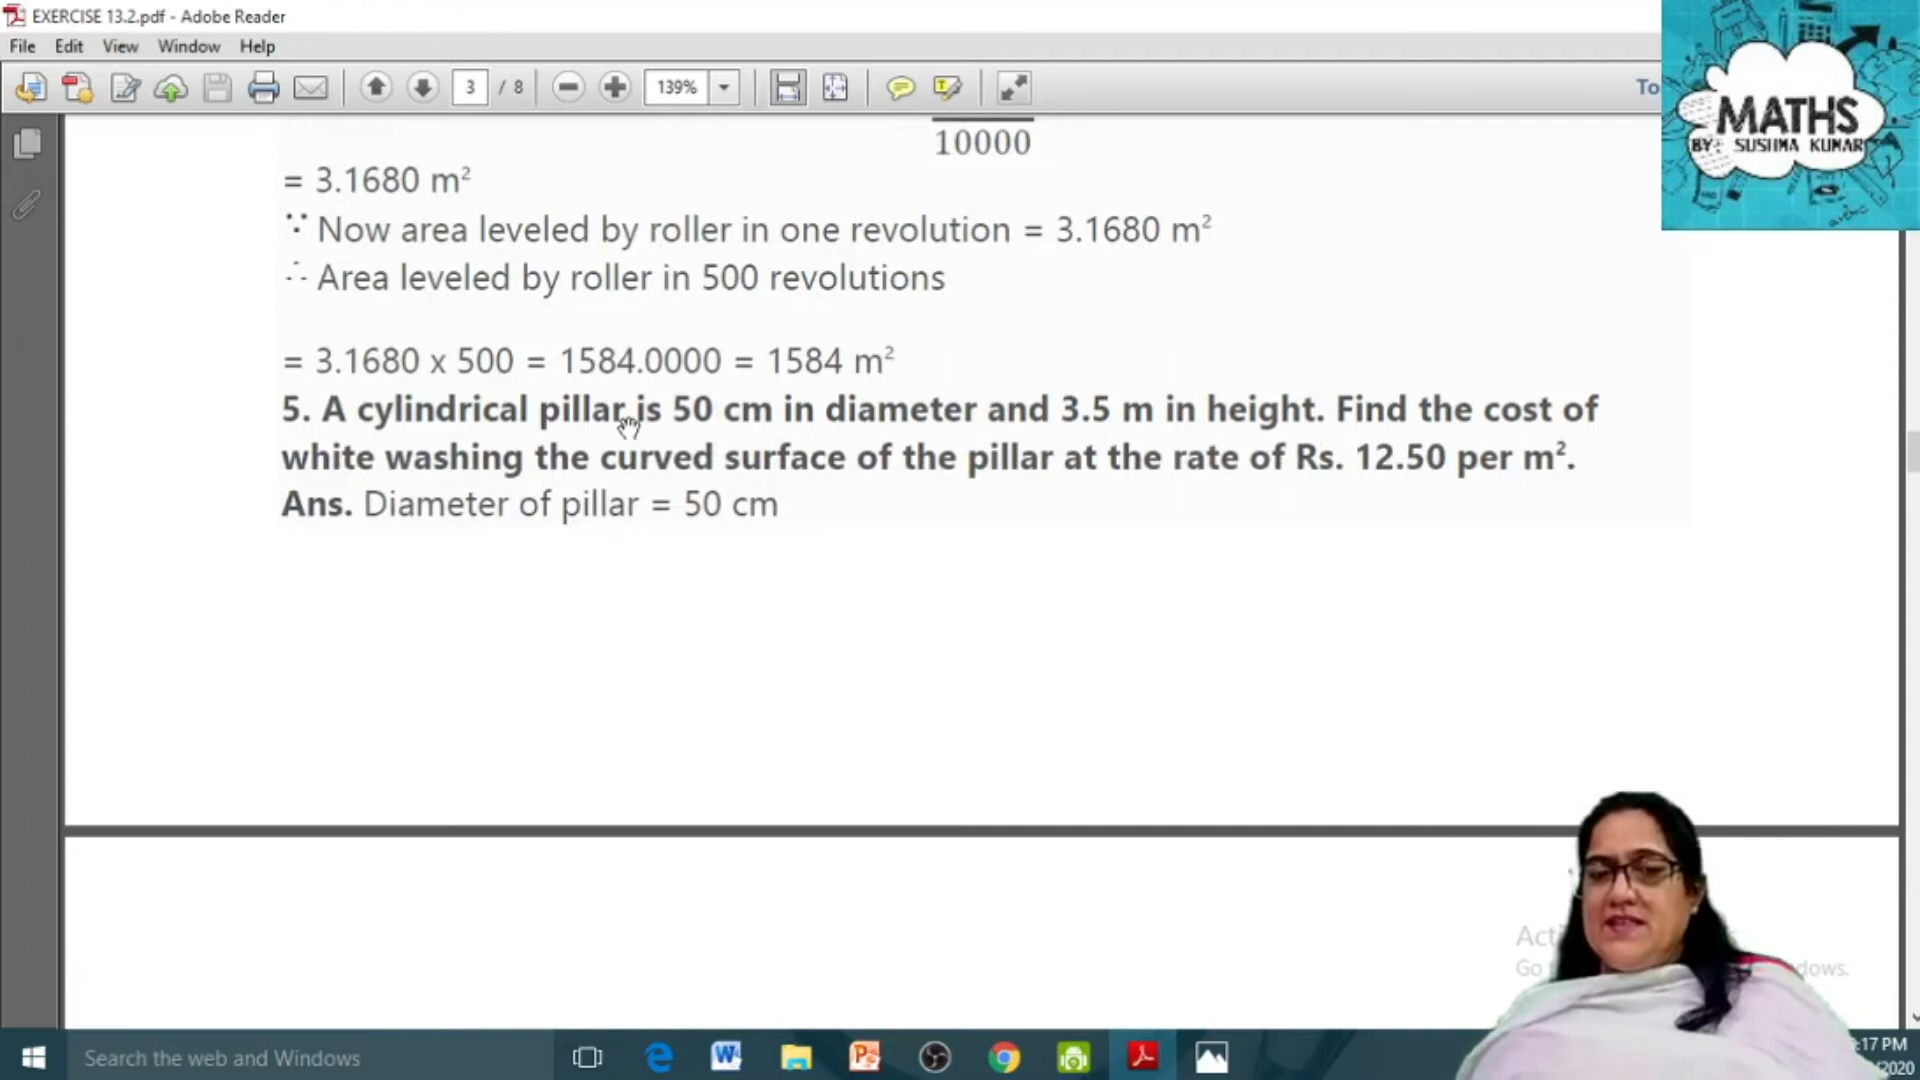 EXERCISE 13.2.pdf - Adobe Reader
File Edit View Window Help
3 / 8 139% To
MATHS
BY: SUSHMA KUMAR
10000
= 3.1680 m²
∵ Now area leveled by roller in one revolution = 3.1680 m²
∴ Area leveled by roller in 500 revolutions
= 3.1680 x 500 = 1584.0000 = 1584 m²
5. A cylindrical pillar is 50 cm in diameter and 3.5 m in height. Find the cost of
white washing the curved surface of the pillar at the rate of Rs. 12.50 per m².
Ans. Diameter of pillar = 50 cm
Search the web and Windows
:17 PM
/2020